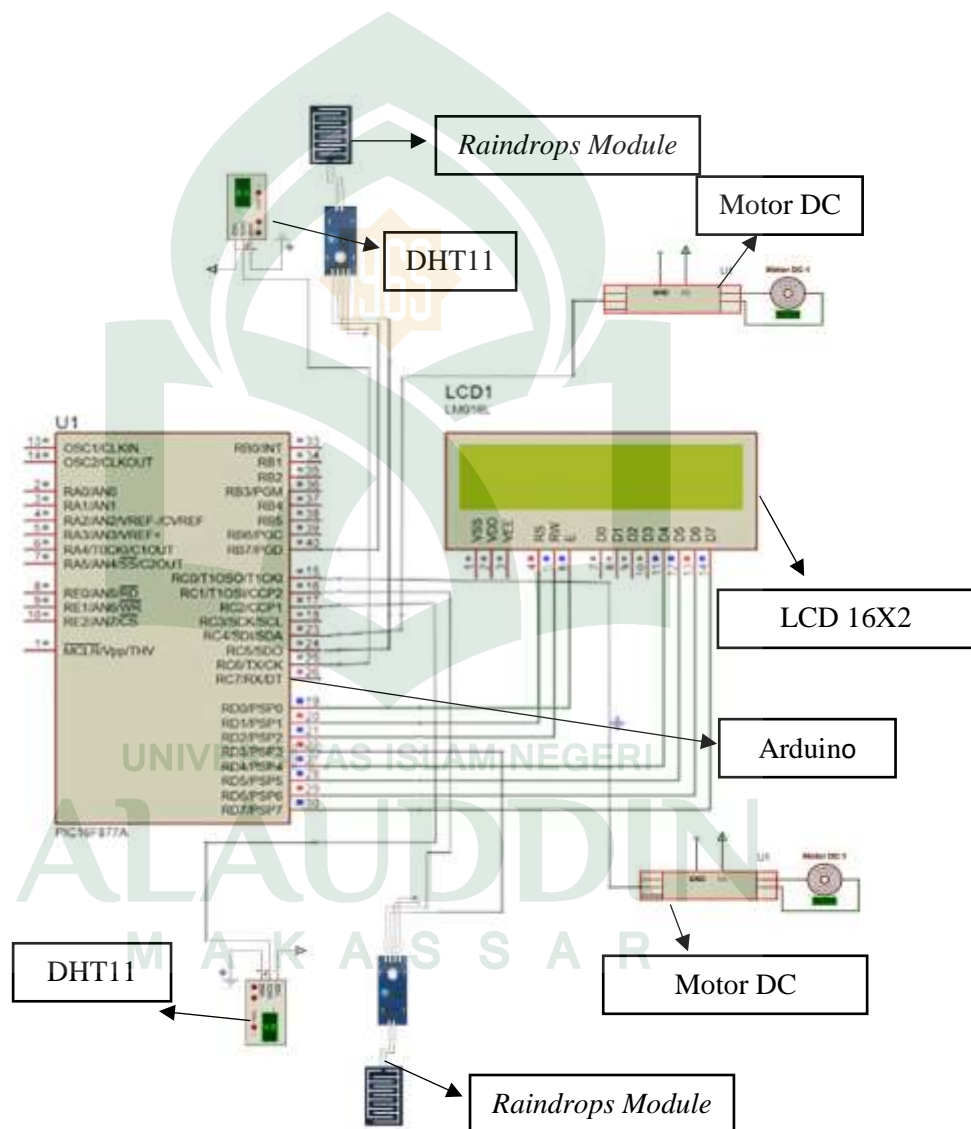 Raindrops Module
Motor DC
DHT11
Motor DC-1
GND
LCD1
LM016L
U1
OSC1/CLKIN
OSC2/CLKOUT
RA0/AN0
RA1/AN1
RA2/AN2/VREF-/CVREF
RA3/AN3/VREF+
RA4/T0CKI/C1OUT
RA5/AN4/SS/C2OUT
RE0/AN5/RD
RE1/AN6/WR
RE2/AN7/CS
MCLR/Vpp/THV
RB0/INT
RB1
RB2
RB3/PGM
RB4
RB5
RB6/PGC
RB7/PGD
RC0/T1OSO/T1CKI
RC1/T1OSI/CCP2
RC2/CCP1
RC3/SCK/SCL
RC4/SDI/SDA
RC5/SDO
RC6/TX/CK
RC7/RX/DT
RD0/PSP0
RD1/PSP1
RD2/PSP2
RD3/PSP3
RD4/PSP4
RD5/PSP5
RD6/PSP6
RD7/PSP7
PIC16F877A
VSS
VDD
VEE
RS
RW
E
D0
D1
D2
D3
D4
D5
D6
D7
LCD 16X2
Arduino
UNIVERSITAS ISLAM NEGERI
ALAUDDIN
MAKASSAR
GND
DHT11
Motor DC
Raindrops Module